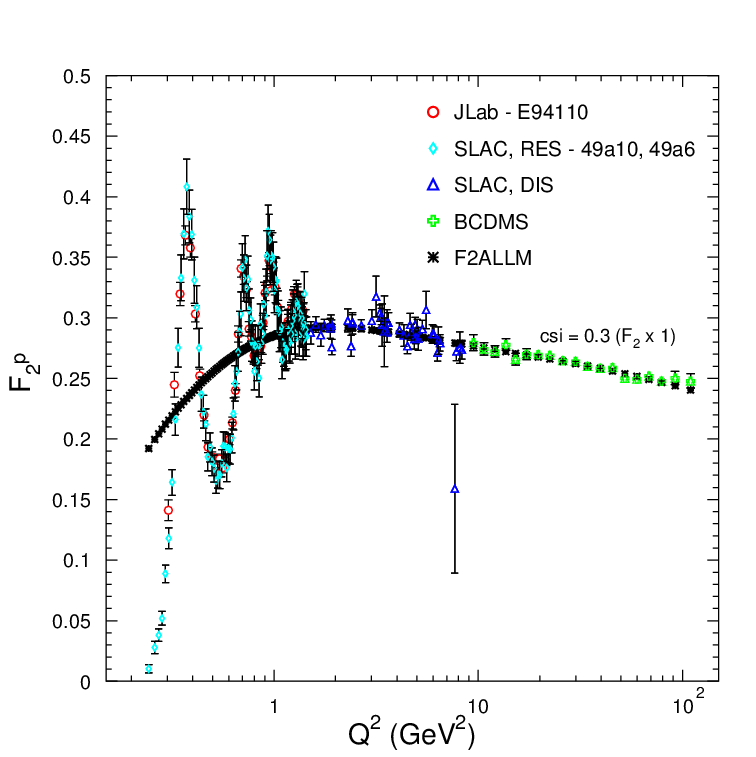 0.5
0.45
0.4
0.35
0.3
0.25
0.2
0.15
0.1
0.05
0
F₂ᵖ
JLab - E94110
SLAC, RES - 49a10, 49a6
SLAC, DIS
BCDMS
F2ALLM
csi = 0.3 (F₂ x 1)
1
10
10²
Q² (GeV²)